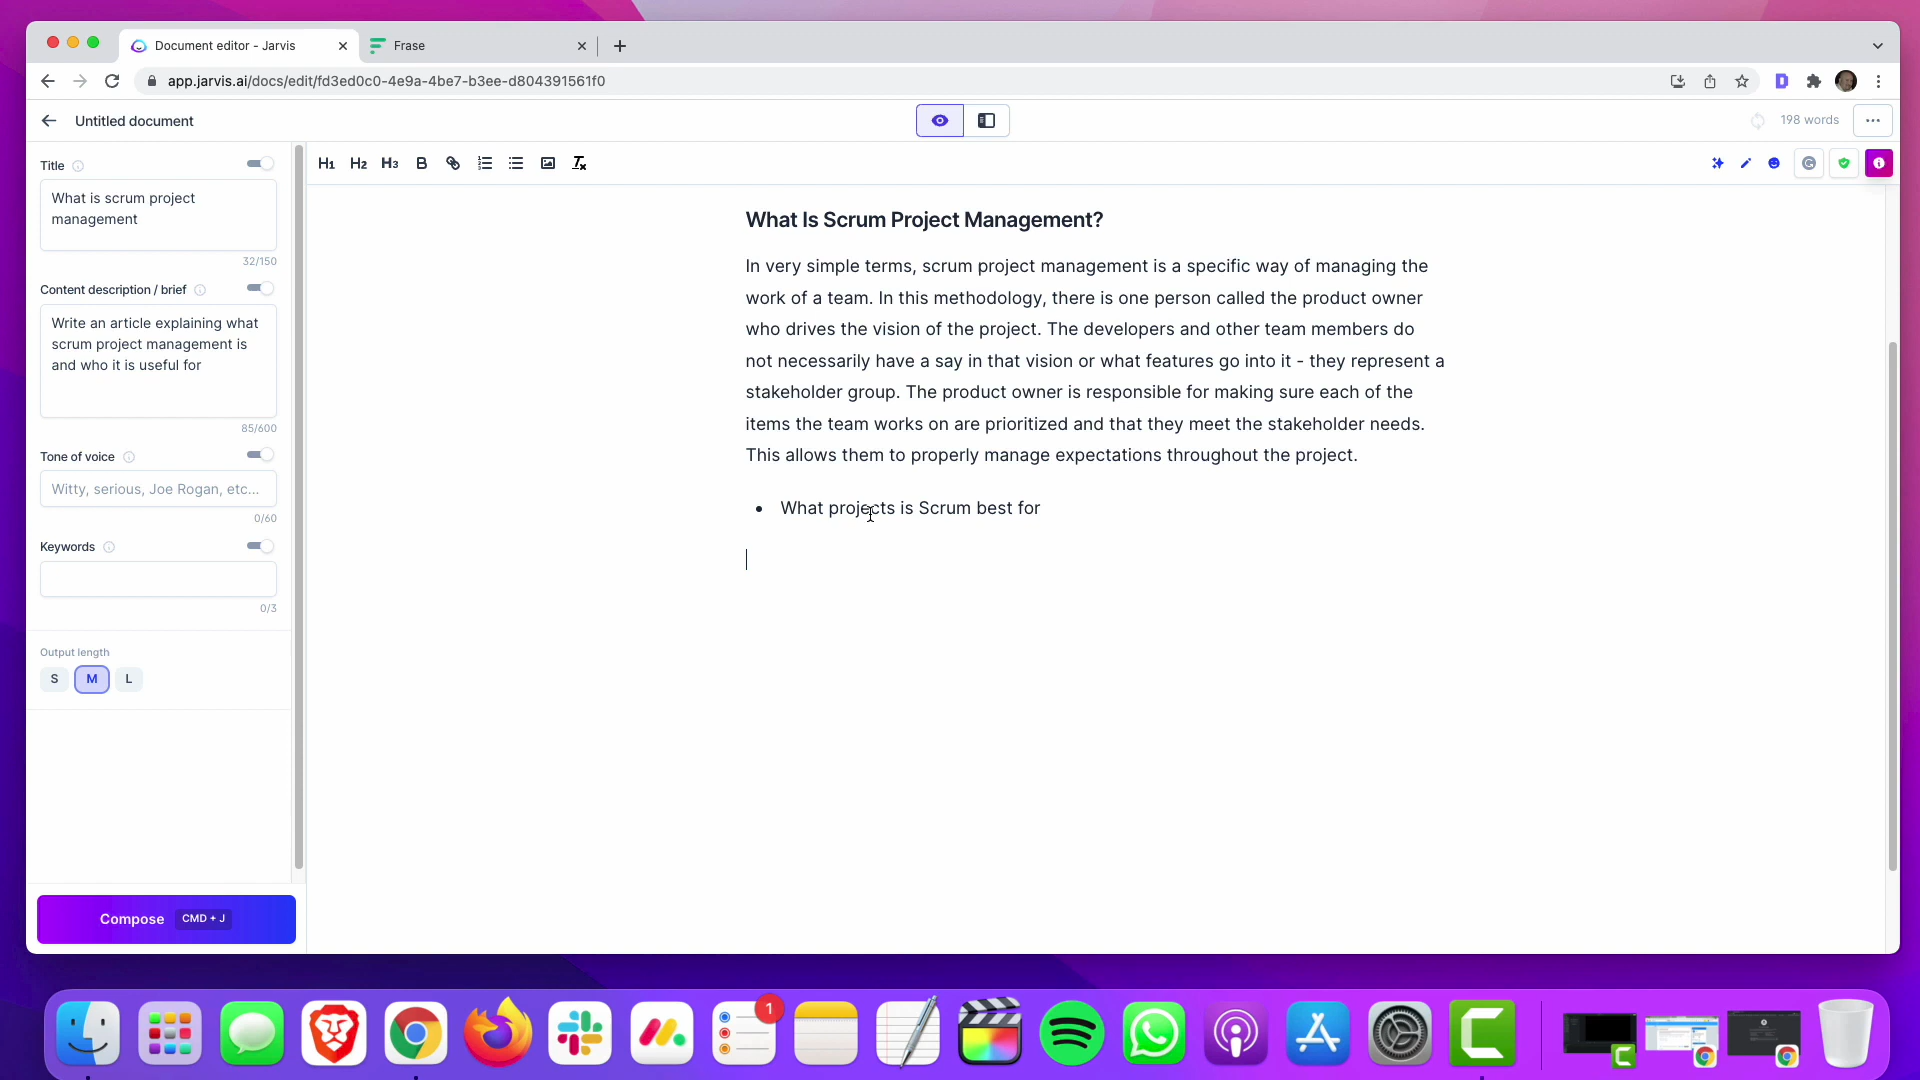 Document editor - Jarvis
Frase
app.jarvis.ai/docs/edit/fd3ed0c0-4e9a-4be7-b3ee-d804391561f0
Untitled document
198 words
Title
What is scrum project
management
32/150
Content description / brief
Write an article explaining what
scrum project management is
and who it is useful for
85/600
Tone of voice
Witty, serious, Joe Rogan, etc...
0/60
Keywords
0/3
Output length
S M L
Compose CMD + J
H1 H2 H3 B
What Is Scrum Project Management?
In very simple terms, scrum project management is a specific way of managing the
work of a team. In this methodology, there is one person called the product owner
who drives the vision of the project. The developers and other team members do
not necessarily have a say in that vision or what features go into it - they represent a
stakeholder group. The product owner is responsible for making sure each of the
items the team works on are prioritized and that they meet the stakeholder needs.
This allows them to properly manage expectations throughout the project.
• What projects is Scrum best for
1